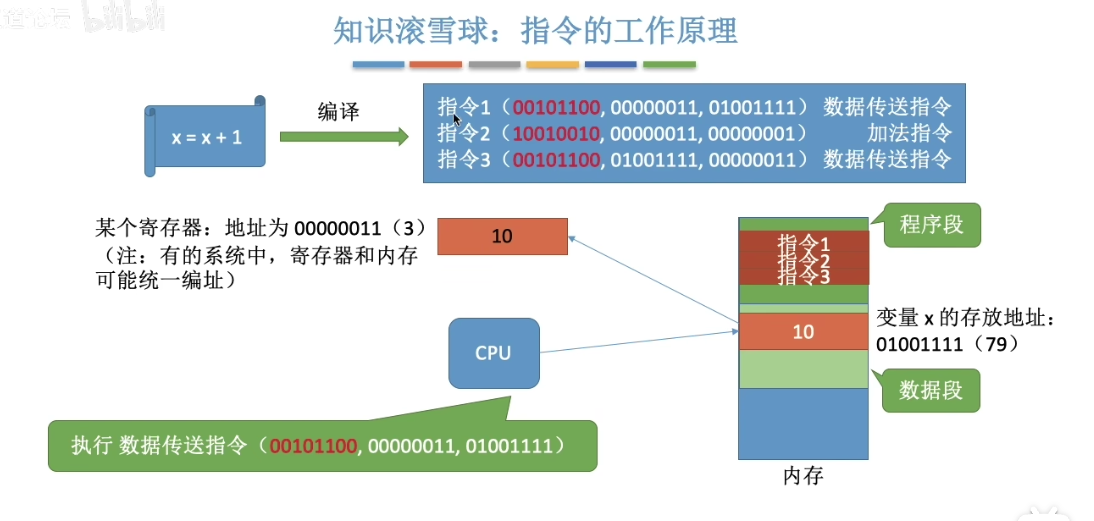 道论坛 bilibili
知识滚雪球：指令的工作原理
x = x + 1
编译
指令1（00101100, 00000011, 01001111） 数据传送指令
指令2（10010010, 00000011, 00000001） 加法指令
指令3（00101100, 01001111, 00000011） 数据传送指令
某个寄存器：地址为 00000011（3）
（注：有的系统中，寄存器和内存
可能统一编址）
10
程序段
指令1
指令2
指令3
10
变量 x 的存放地址：
01001111（79）
CPU
数据段
执行 数据传送指令（00101100, 00000011, 01001111）
内存